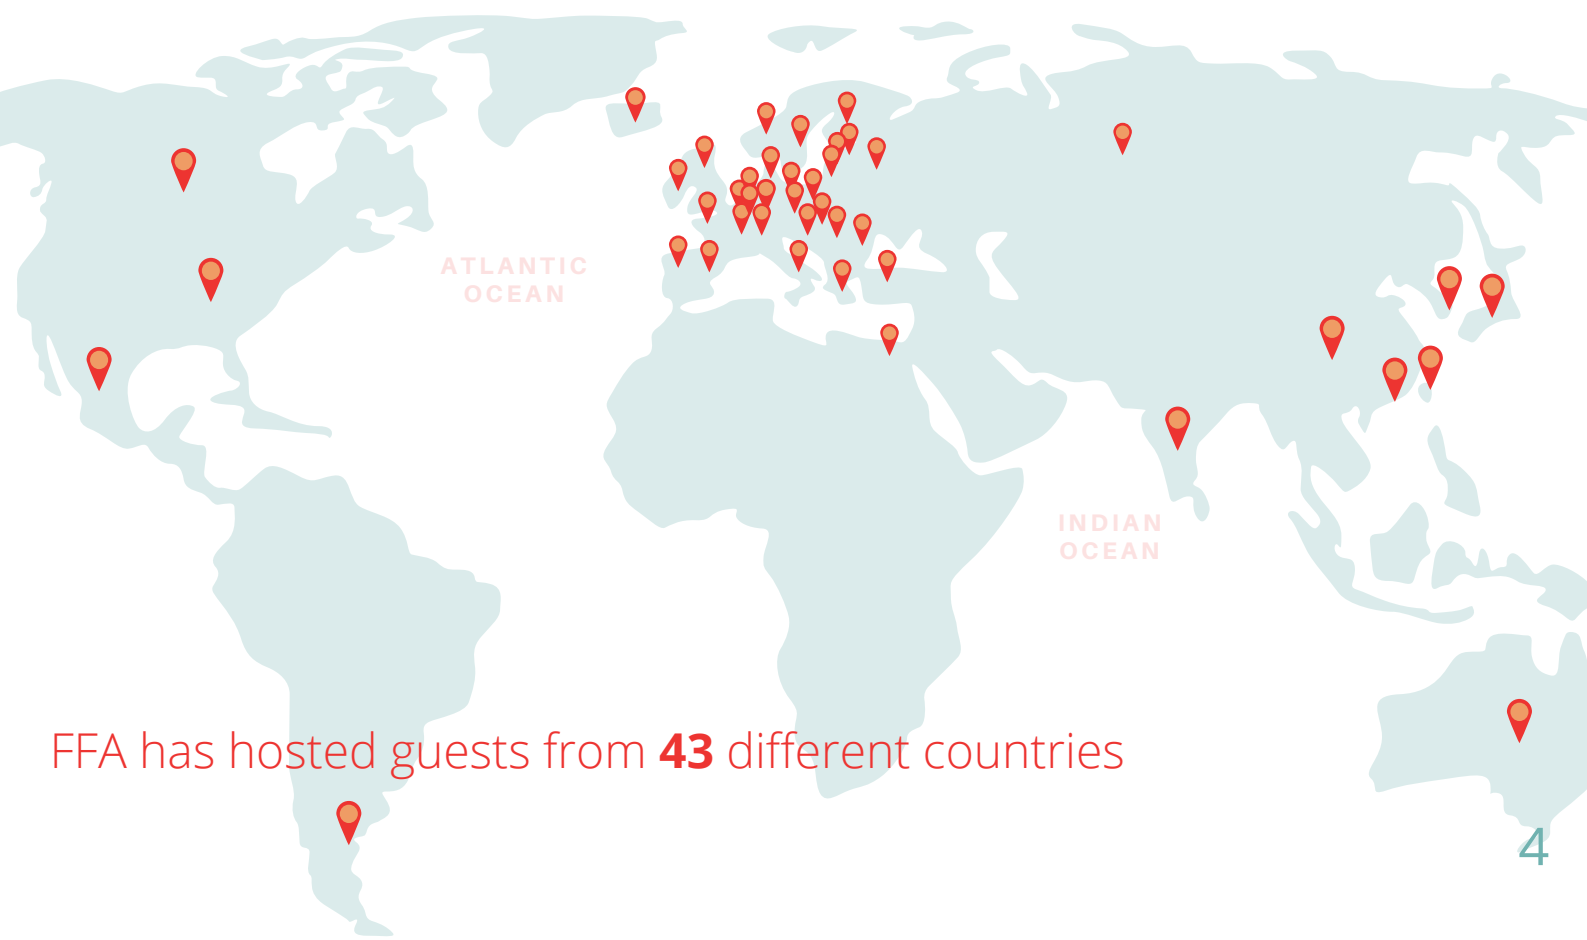 ATLANTIC
OCEAN
INDIAN
OCEAN
FFA has hosted guests from 43 different countries
4